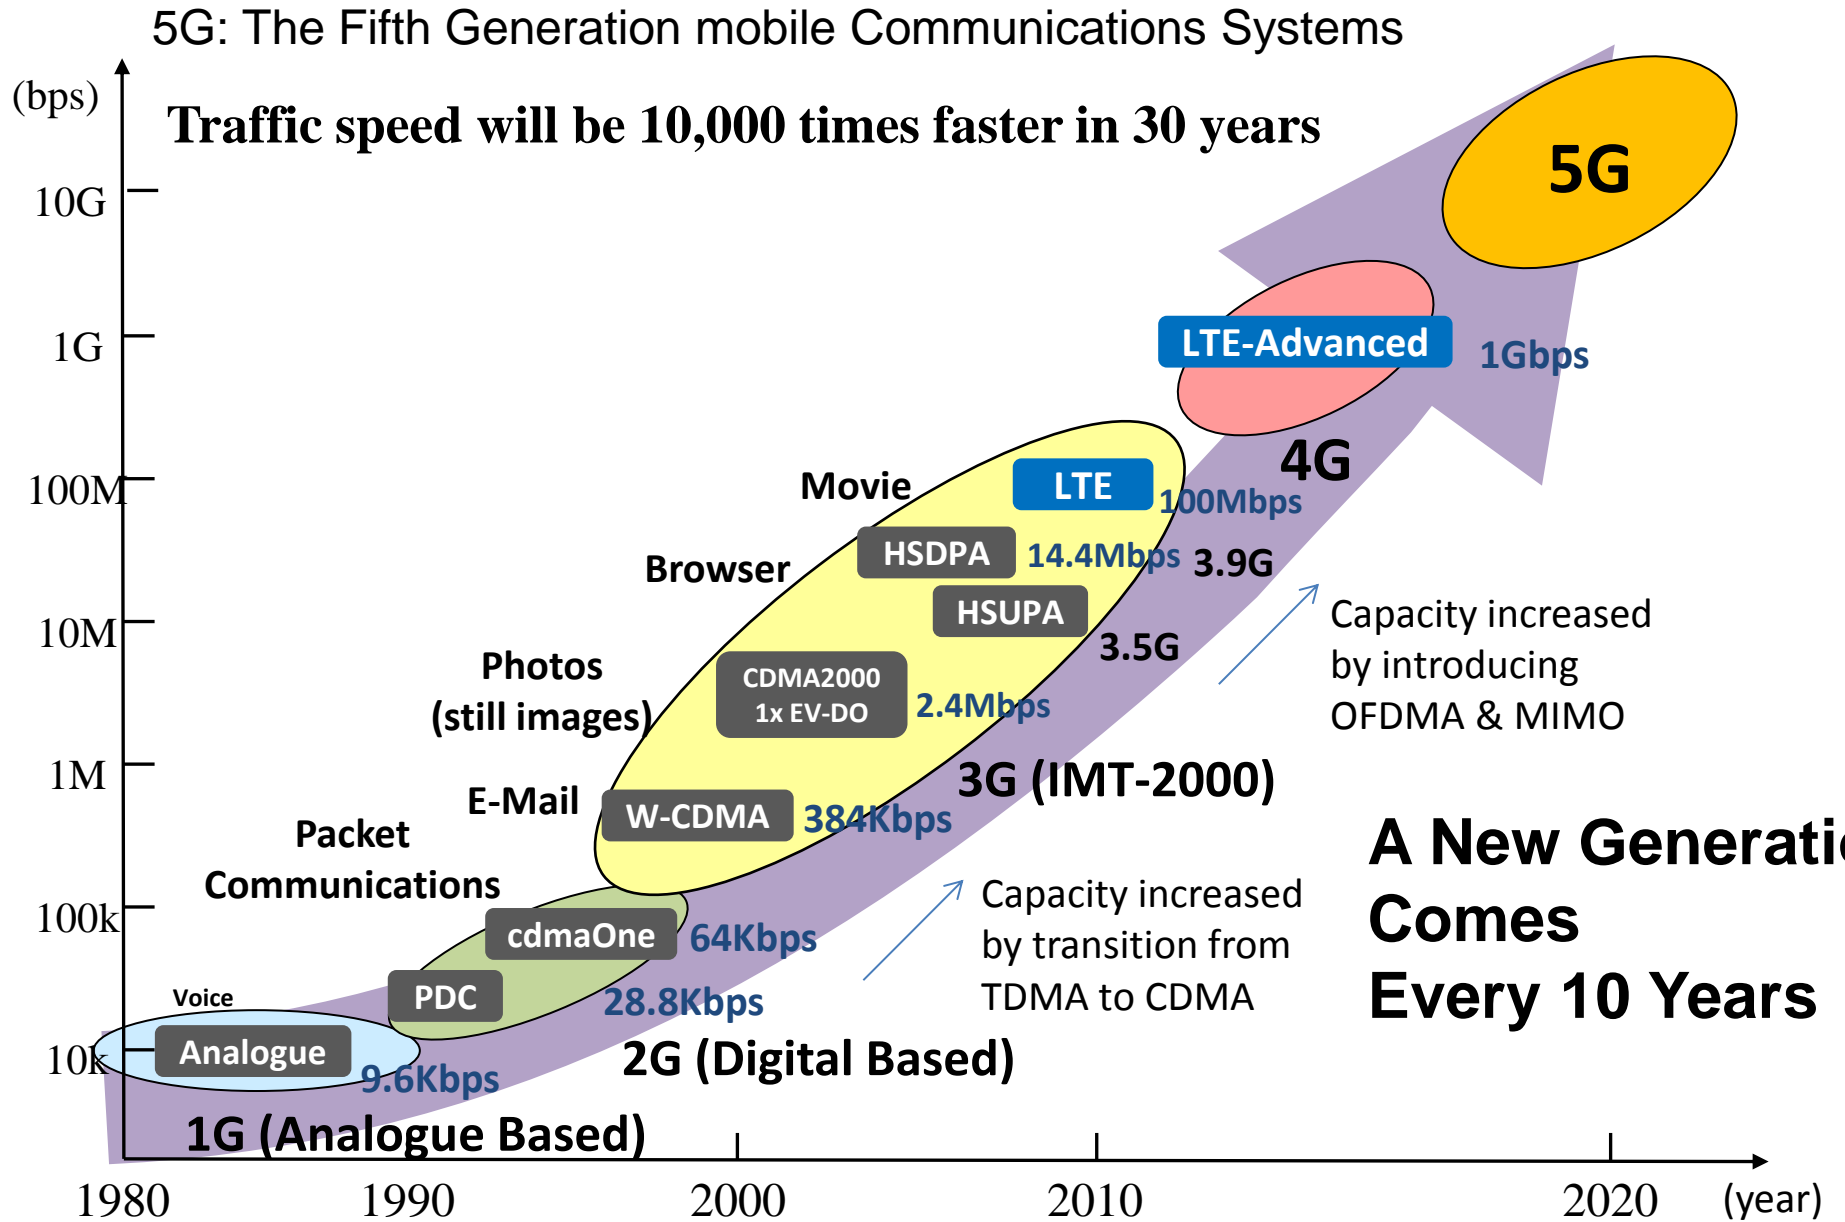 5G: The Fifth Generation mobile Communications Systems
(bps)
Traffic speed will be 10,000 times faster in 30 years
5G
10G
1G
LTE-Advanced
1Gbps
4G
100M
Movie
LTE
100Mbps
HSDPA
14.4Mbps
3.9G
Browser
HSUPA
10M
3.5G
Capacity increased
by introducing
OFDMA & MIMO
Photos
(still images)
CDMA2000
1x EV-DO
2.4Mbps
1M
3G (IMT-2000)
E-Mail
W-CDMA
384Kbps
Packet
Communications
A New Generatio
Comes
Every 10 Years
100k
cdmaOne
64Kbps
Capacity increased
by transition from
TDMA to CDMA
Voice
PDC
28.8Kbps
10k
Analogue
9.6Kbps
2G (Digital Based)
1G (Analogue Based)
1980
1990
2000
2010
2020
(year)